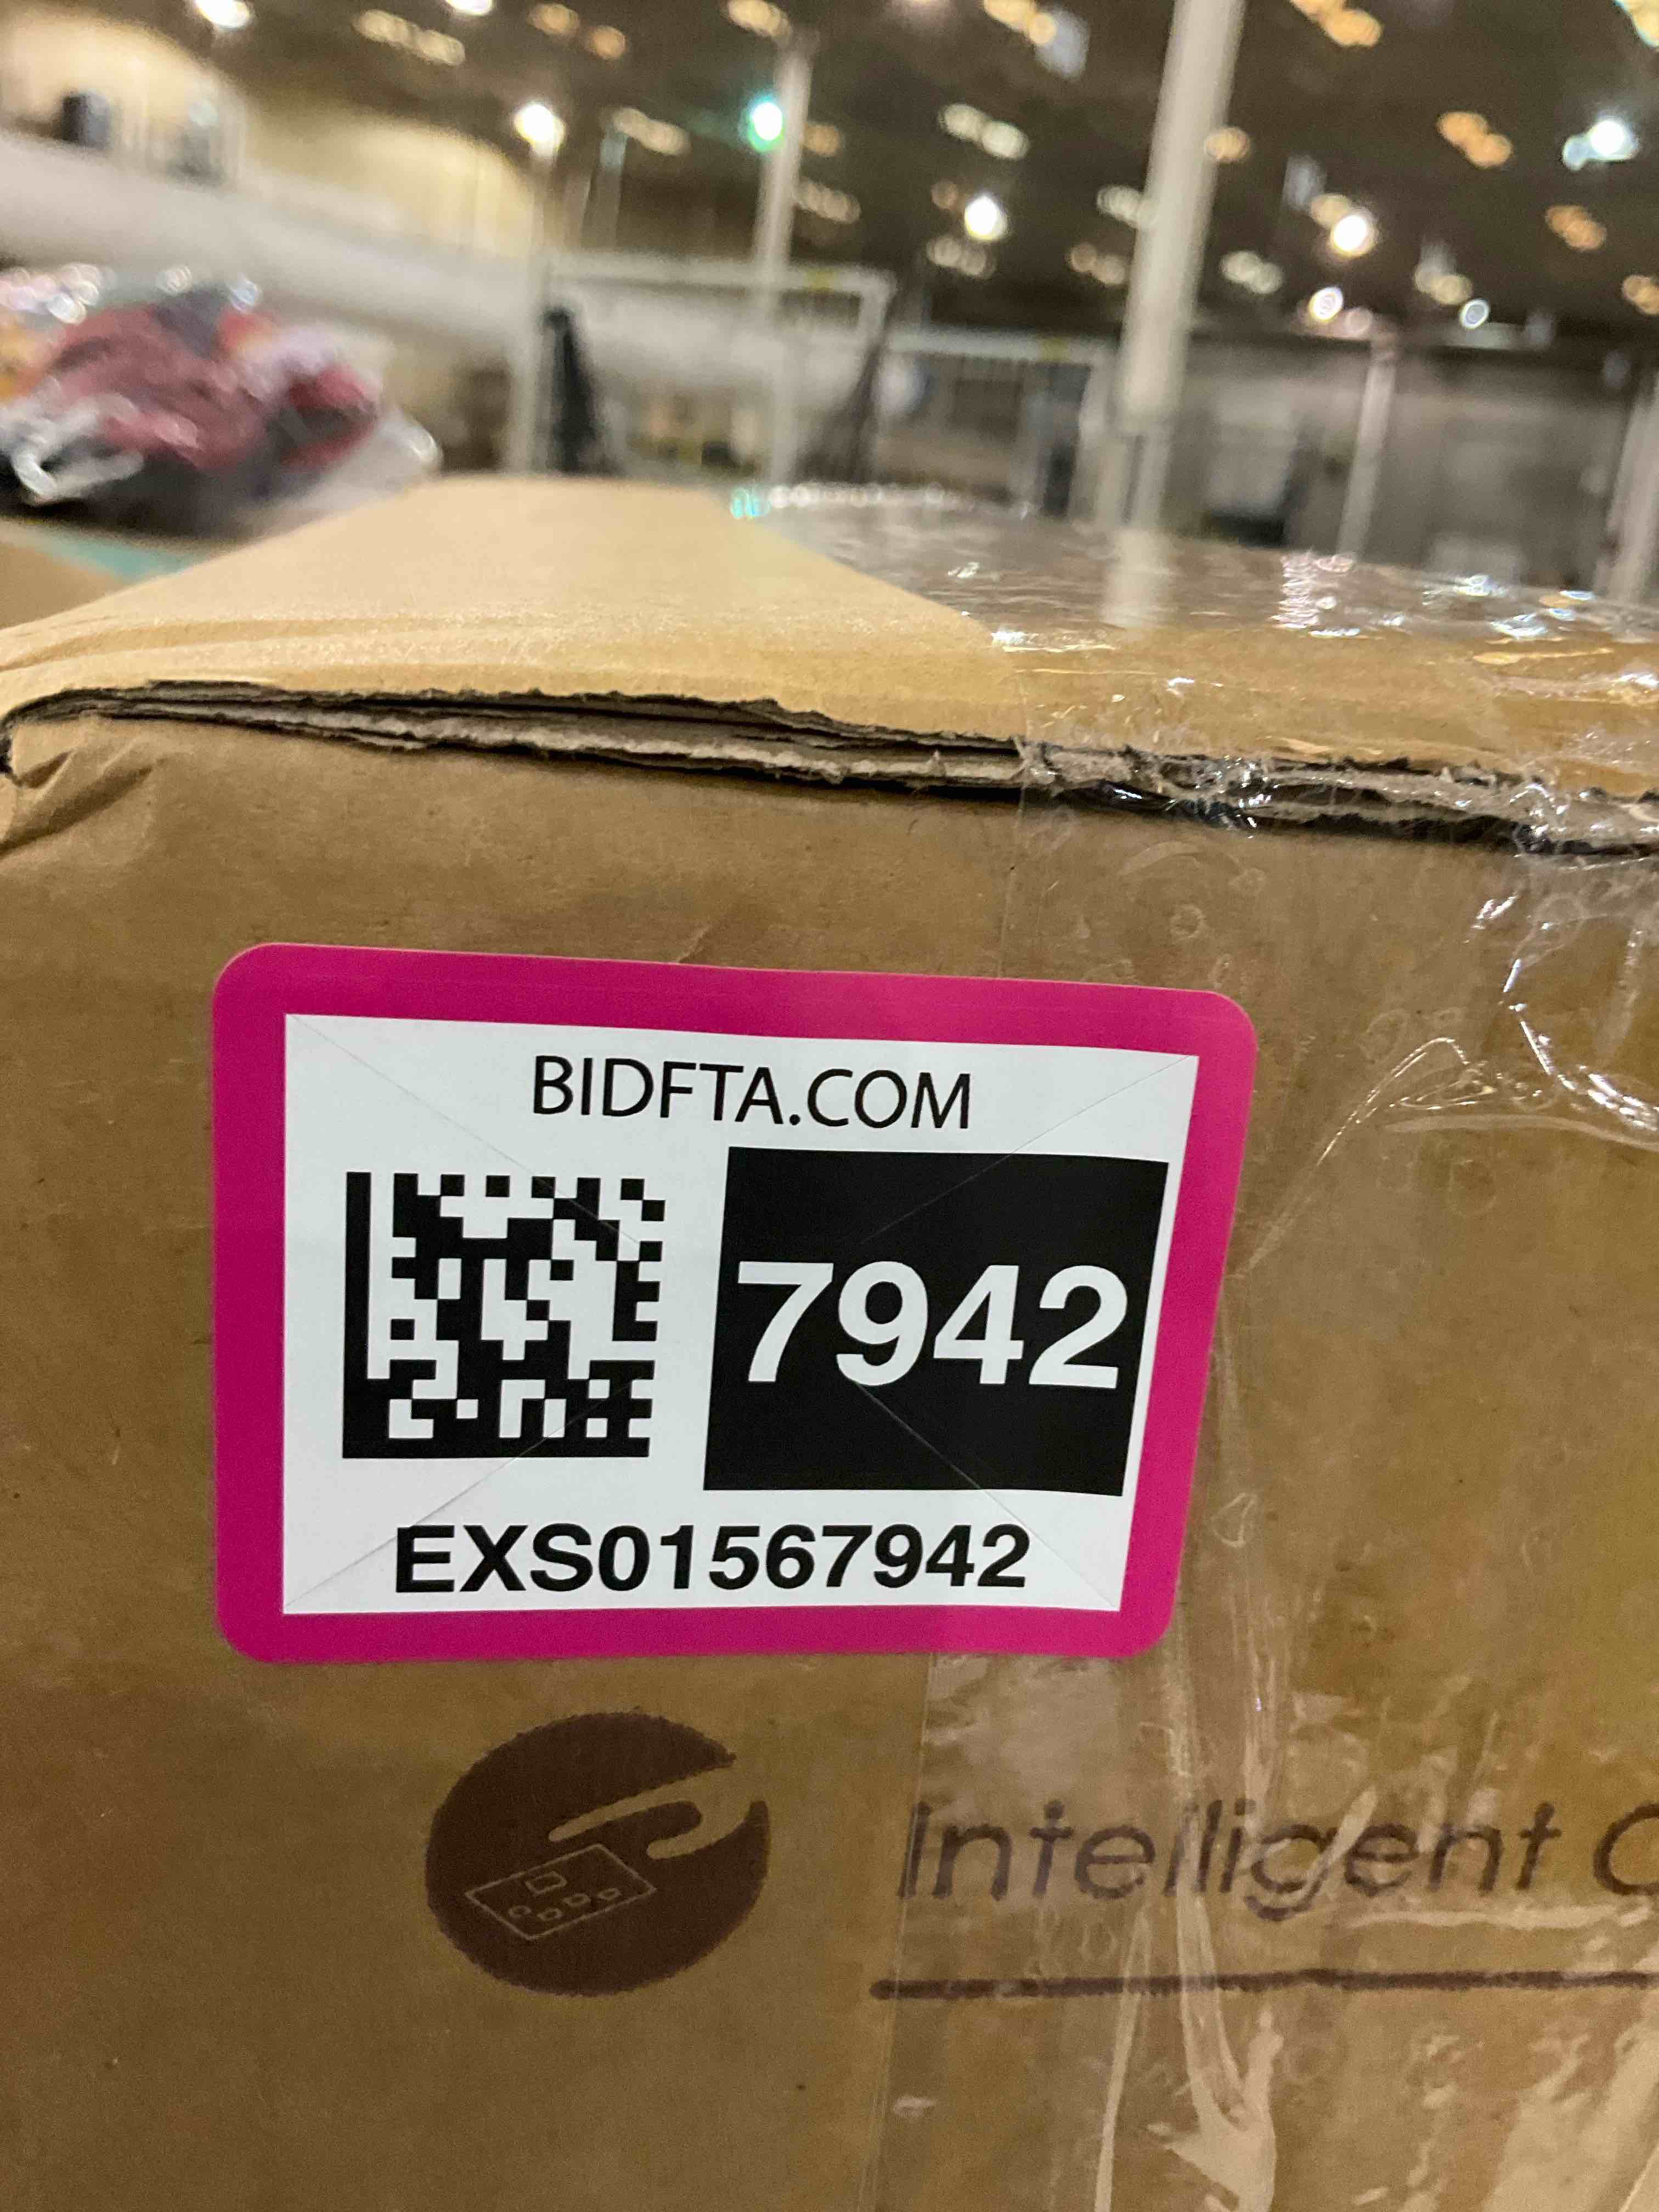 BIDFTA.COM
7942
EXS01567942
Intelligent